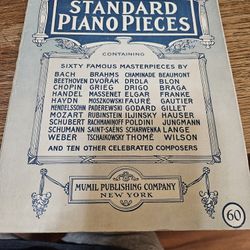 STANDARD
PIANO PIECES
CONTAINING
SIXTY FAMOUS MASTERPIECES BY
BACH BRAHMS CHAMINADE BEAUMONT
BEETHOVEN DVOŘÁK DRDLA BLON
CHOPIN GRIEG DRIGO BRAGA
HANDEL MASSENET ELGAR FRANKE
HAYDN MOSZKOWSKI FAURÉ GAUTIER
MENDELSSOHN PADEREWSKI GODARD GILLET
MOZART RUBINSTEIN ILJINSKY HAUSER
SCHUBERT RACHMANINOFF POLDINI JUNGMANN
SCHUMANN SAINT-SAËNS SCHARWENKA LANGE
WEBER TSCHAIKOWSKY THOMÉ WILSON
AND TEN OTHER CELEBRATED COMPOSERS
MUMIL PUBLISHING COMPANY
NEW YORK
60